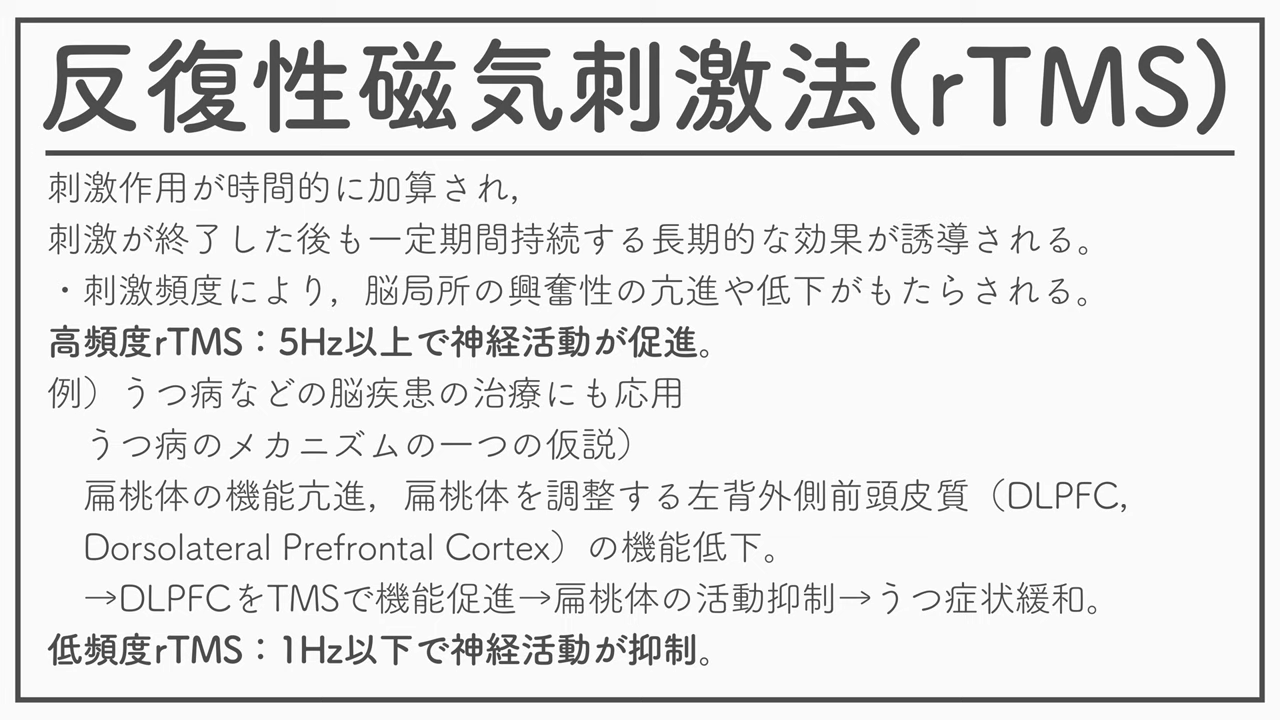 反復性磁気刺激法(rTMS)
刺激作用が時間的に加算され，
刺激が終了した後も一定期間持続する長期的な効果が誘導される。
・刺激頻度により，脳局所の興奮性の亢進や低下がもたらされる。
高頻度rTMS：5Hz以上で神経活動が促進。
例）うつ病などの脳疾患の治療にも応用
うつ病のメカニズムの一つの仮説）
扁桃体の機能亢進，扁桃体を調整する左背外側前頭皮質（DLPFC,
Dorsolateral Prefrontal Cortex）の機能低下。
→DLPFCをTMSで機能促進→扁桃体の活動抑制→うつ症状緩和。
低頻度rTMS：1Hz以下で神経活動が抑制。